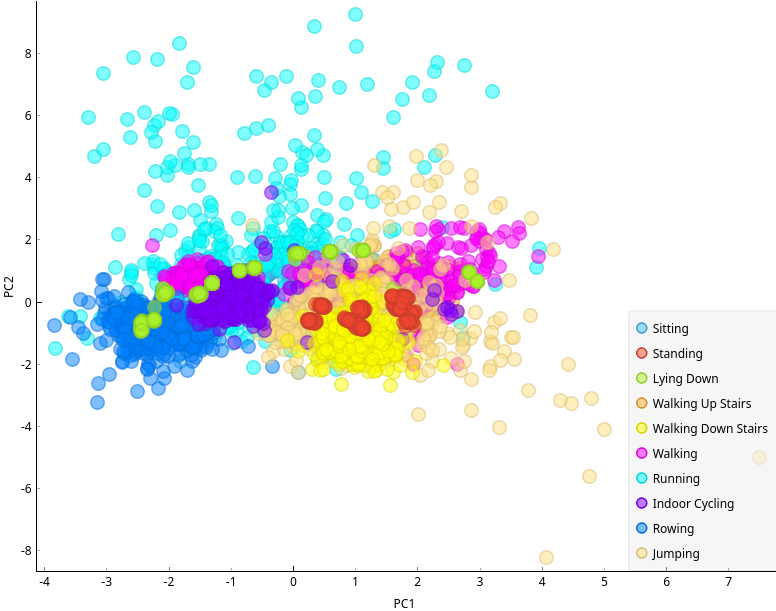 8
6
4
2
0
-2
-4
-6
-8
PC2
-4 -3 -2 -1 0 1 2 3 4 5 6 7
PC1
Sitting
Standing
Lying Down
Walking Up Stairs
Walking Down Stairs
Walking
Running
Indoor Cycling
Rowing
Jumping